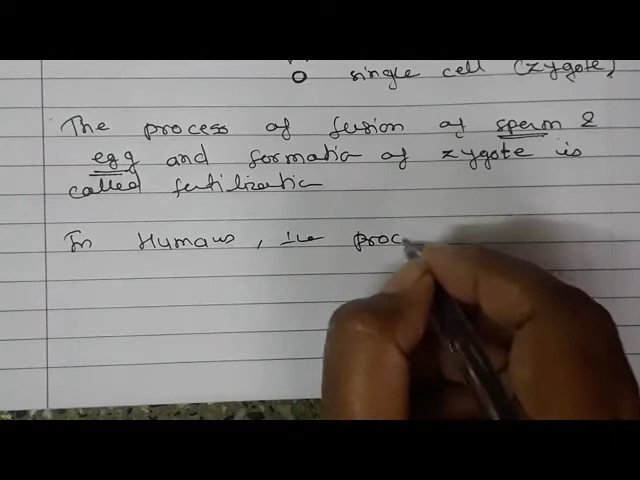 O single cell (zygote)
The process of fusion of sperm &
egg and formation of zygote is
called fertilization
In Humans, the proc